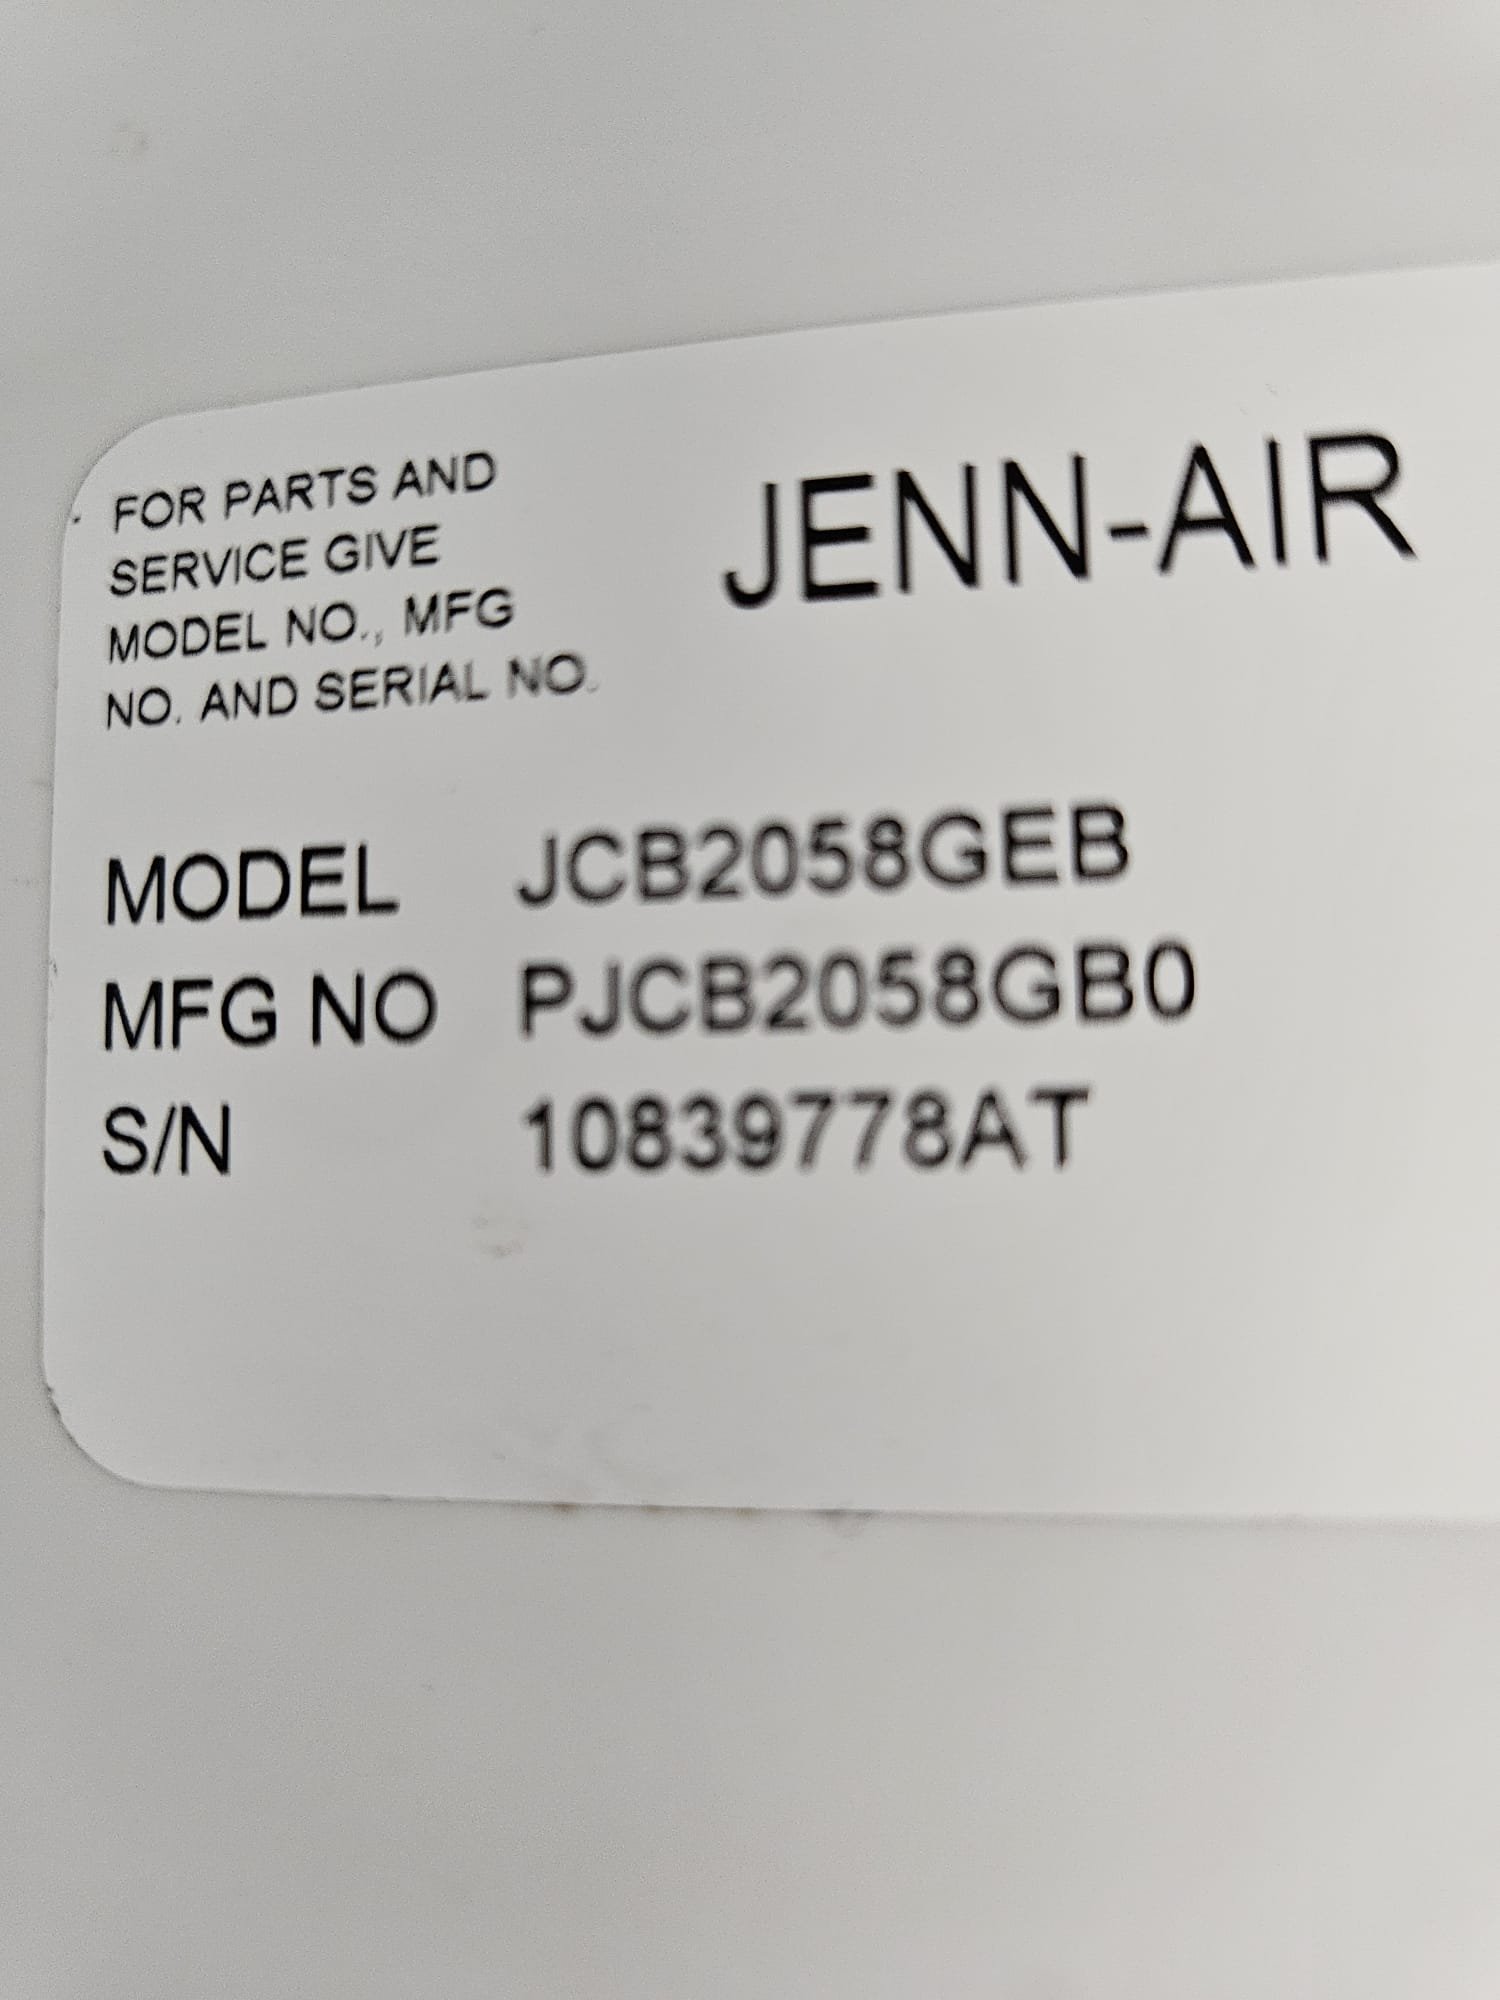 FOR PARTS AND
SERVICE GIVE
MODEL NO., MFG
NO. AND SERIAL NO.
JENN-AIR
MODEL JCB2058GEB
MFG NO PJCB2058GB0
S/N 10839778AT